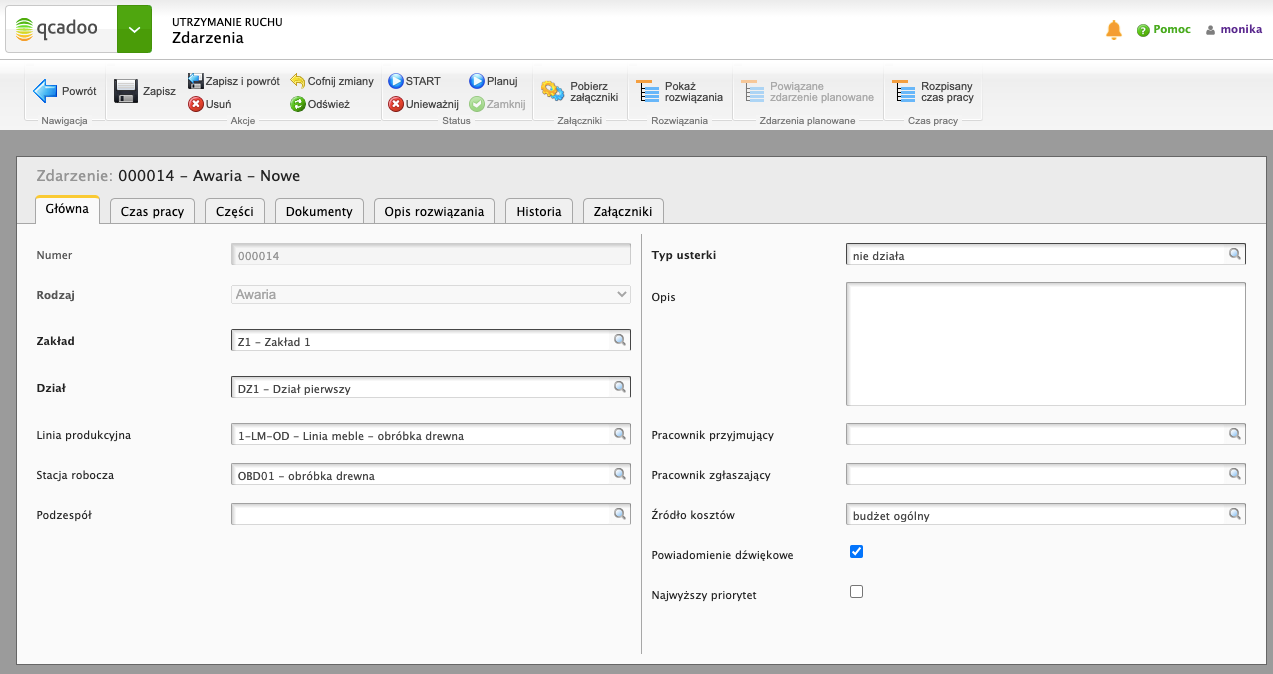 qcadoo
UTRZYMANIE RUCHU
Zdarzenia
Pomoc
monika
Powrót
Nawigacja
Zapisz
Zapisz i powrót
Cofnij zmiany
Usuń
Odśwież
Akcje
START
Planuj
Unieważnij
Zamknij
Status
Pobierz
załączniki
Załączniki
Pokaż
rozwiązania
Rozwiązania
Powiązane
zdarzenie planowane
Zdarzenia planowane
Rozpisany
czas pracy
Czas pracy
Zdarzenie: 000014 - Awaria - Nowe
Główna
Czas pracy
Części
Dokumenty
Opis rozwiązania
Historia
Załączniki
Numer
000014
Rodzaj
Awaria
Zakład
Z1 - Zakład 1
Dział
DZ1 - Dział pierwszy
Linia produkcyjna
1-LM-OD - Linia meble - obróbka drewna
Stacja robocza
OBD01 - obróbka drewna
Podzespół
Typ usterki
nie działa
Opis
Pracownik przyjmujący
Pracownik zgłaszający
Źródło kosztów
budżet ogólny
Powiadomienie dźwiękowe
Najwyższy priorytet